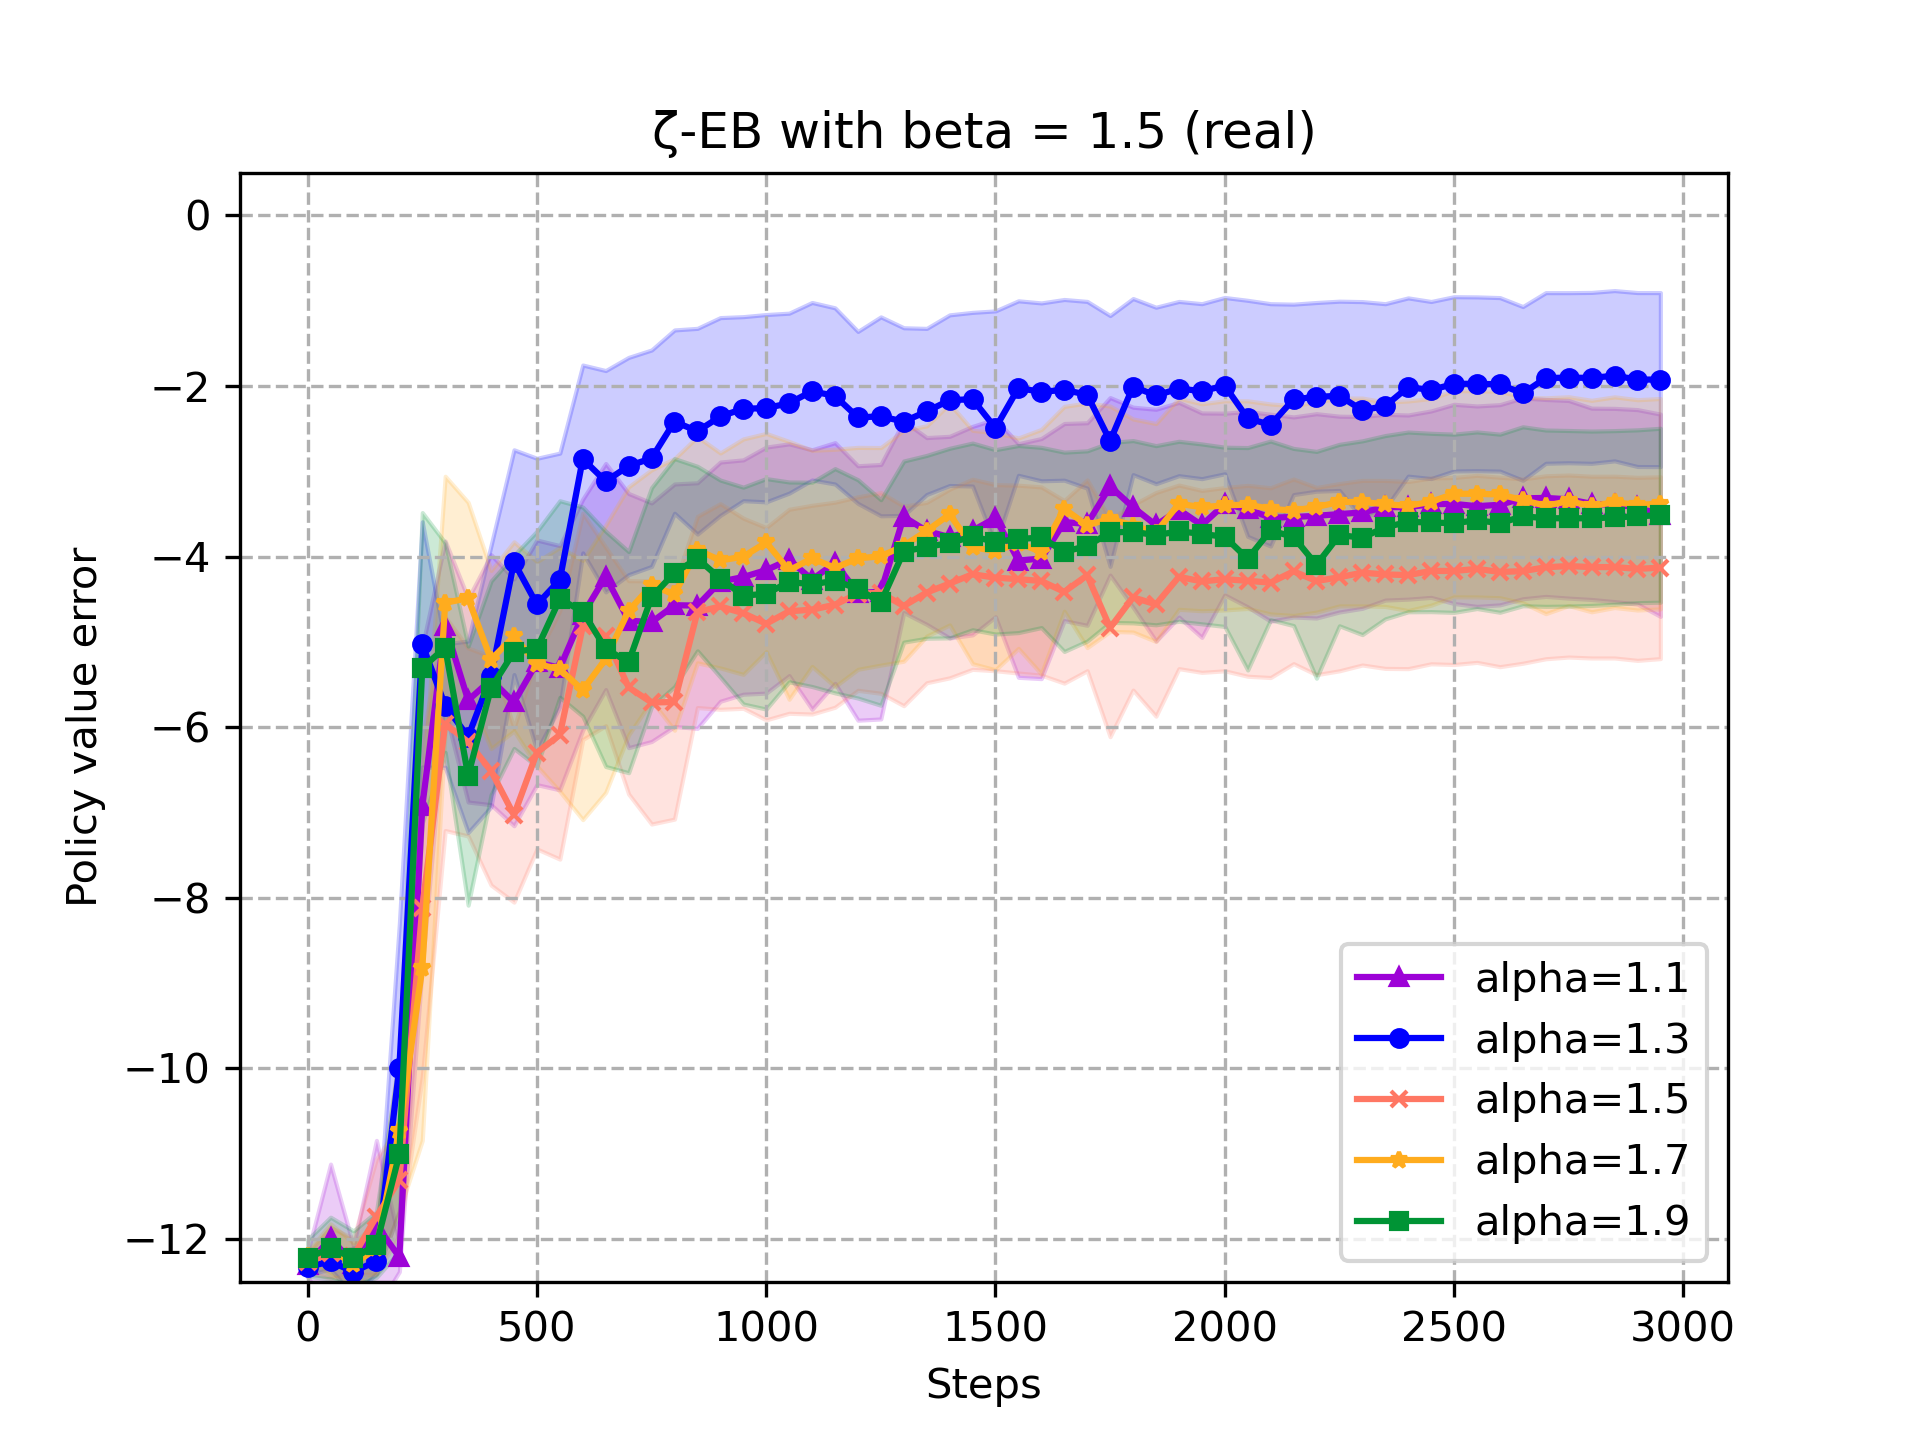 ζ-EB with beta = 1.5 (real)
Policy value error
0
−2
−4
−6
−8
−10
−12
0 500 1000 1500 2000 2500 3000
Steps
alpha=1.1
alpha=1.3
alpha=1.5
alpha=1.7
alpha=1.9